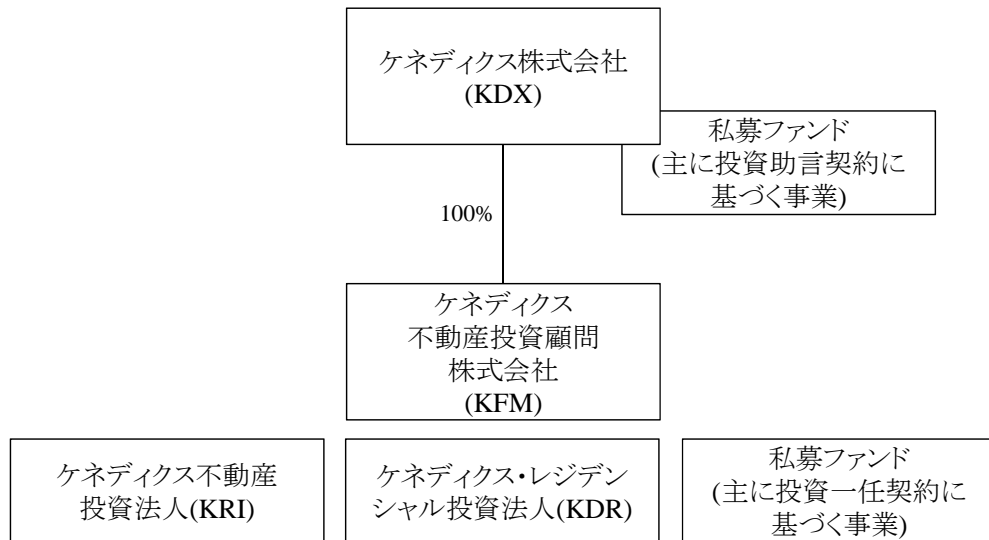 ケネディクス株式会社
(KDX)
私募ファンド
(主に投資助言契約に
基づく事業)
100%
ケネディクス
不動産投資顧問
株式会社
(KFM)
ケネディクス不動産
投資法人(KRI)
ケネディクス・レジデン
シャル投資法人(KDR)
私募ファンド
(主に投資一任契約に
基づく事業)